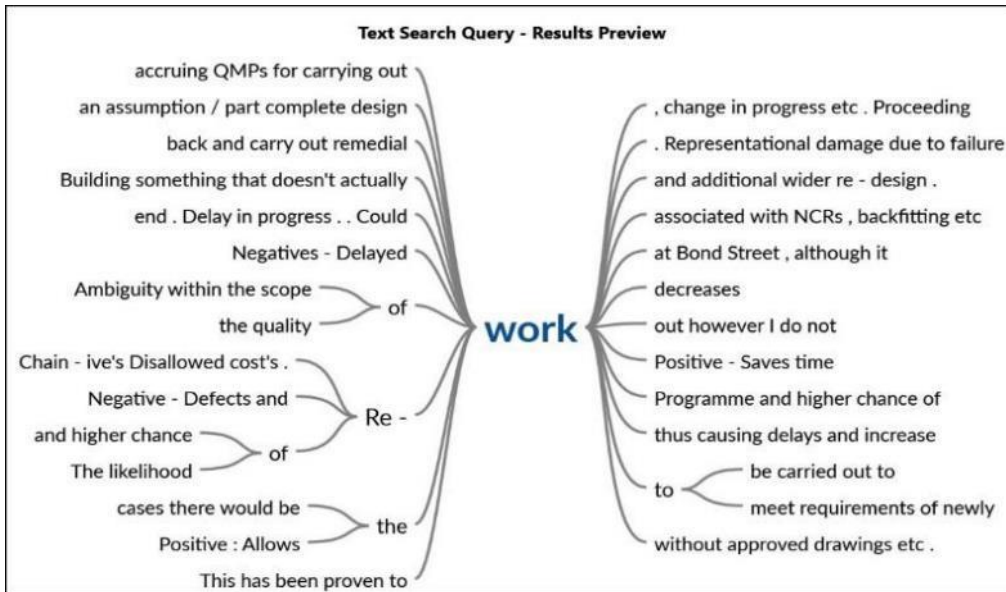 Text Search Query - Results Preview
accruing QMPs for carrying out
an assumption / part complete design
back and carry out remedial
Building something that doesn't actually
end . Delay in progress . . Could
Negatives - Delayed
Ambiguity within the scope
the quality
of
Chain - ive's Disallowed cost's .
Negative - Defects and
and higher chance
The likelihood
of
Re -
cases there would be
Positive : Allows
the
This has been proven to
work
, change in progress etc . Proceeding
. Representational damage due to failure
and additional wider re - design .
associated with NCRs , backfitting etc
at Bond Street , although it
decreases
out however I do not
Positive - Saves time
Programme and higher chance of
thus causing delays and increase
to
be carried out to
meet requirements of newly
without approved drawings etc .